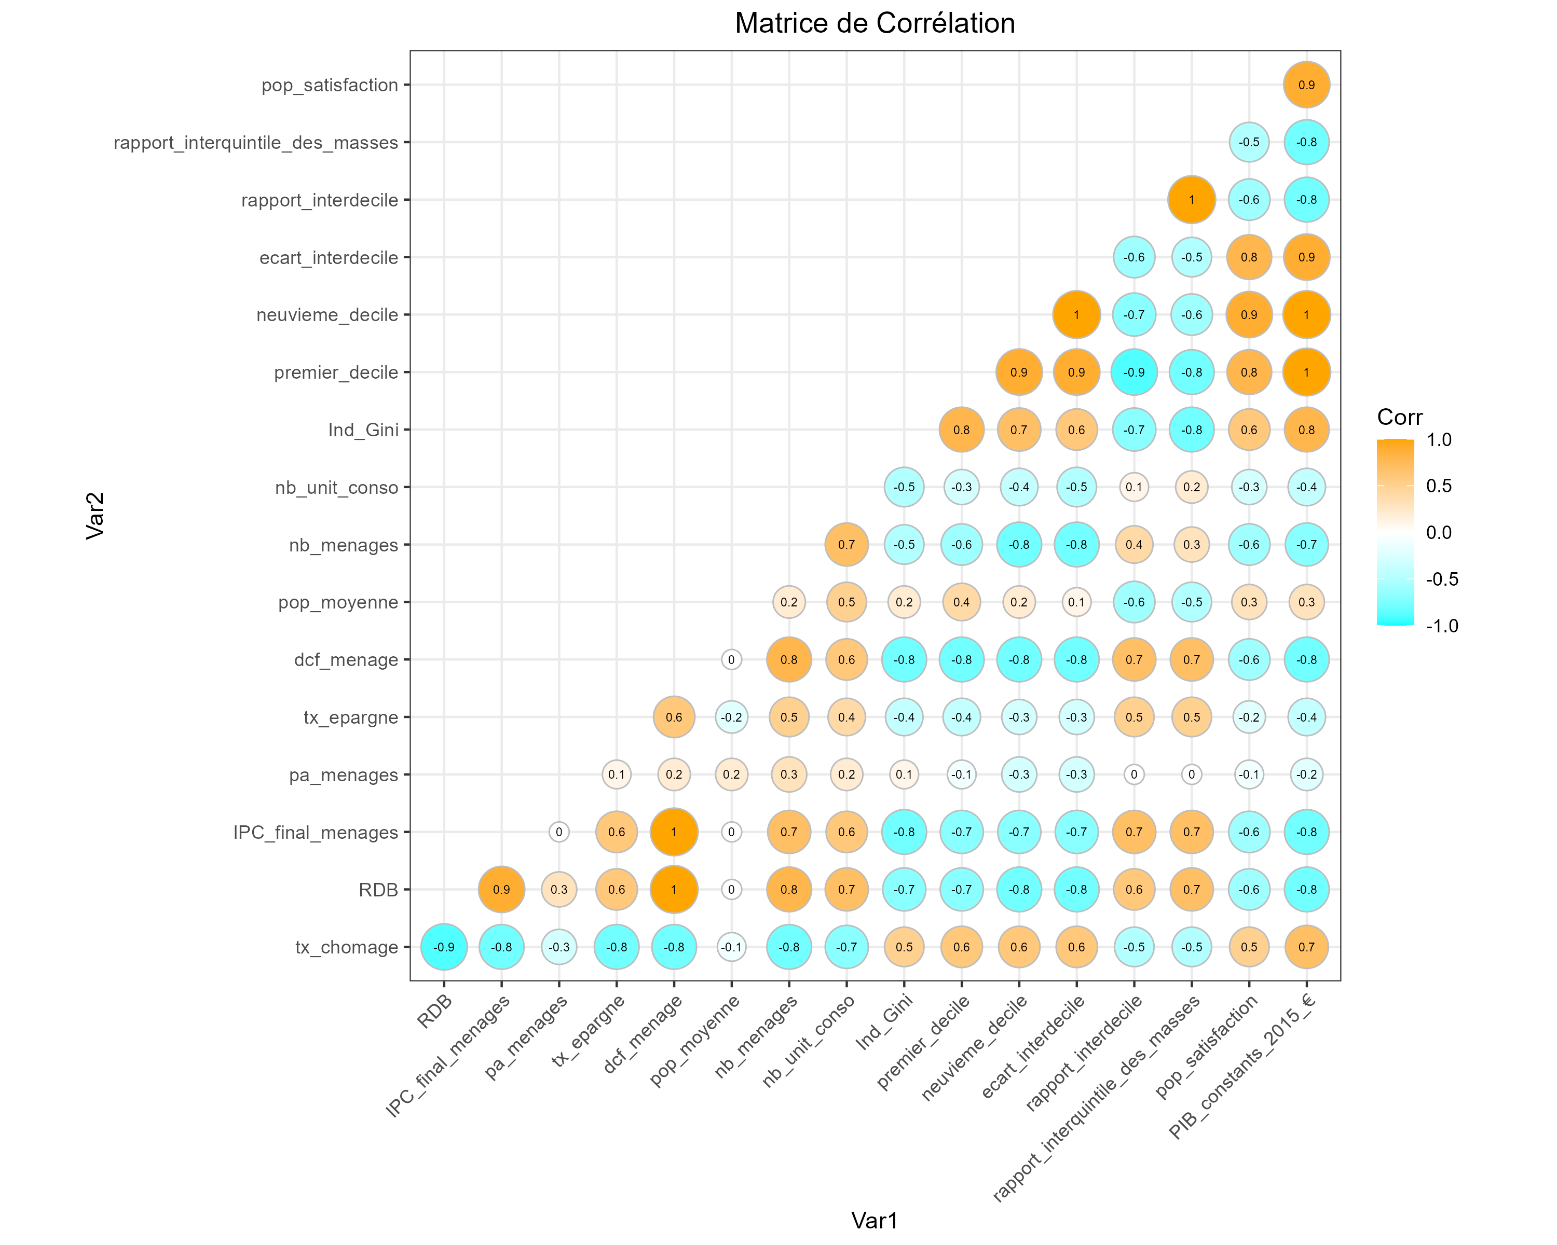 Matrice de Corrélation
pop_satisfaction 0.9
rapport_interquintile_des_masses -0.5 -0.8
rapport_interdecile 1 -0.6 -0.8
ecart_interdecile -0.6 -0.5 0.8 0.9
neuvieme_decile 1 -0.7 -0.6 0.9 1
premier_decile 0.9 0.9 -0.9 -0.8 0.8 1
Ind_Gini 0.8 0.7 0.6 -0.7 -0.8 0.6 0.8
nb_unit_conso -0.5 -0.3 -0.4 -0.5 0.1 0.2 -0.3 -0.4
nb_menages 0.7 -0.5 -0.6 -0.8 -0.8 0.4 0.3 -0.6 -0.7
pop_moyenne 0.2 0.5 0.2 0.4 0.2 0.1 -0.6 -0.5 0.3 0.3
dcf_menage 0 0.8 0.6 -0.8 -0.8 -0.8 -0.8 0.7 0.7 -0.6 -0.8
tx_epargne 0.6 -0.2 0.5 0.4 -0.4 -0.4 -0.3 -0.3 0.5 0.5 -0.2 -0.4
pa_menages 0.1 0.2 0.2 0.3 0.2 0.1 -0.1 -0.3 -0.3 0 0 -0.1 -0.2
IPC_final_menages 0 0.6 1 0 0.7 0.6 -0.8 -0.7 -0.7 -0.7 0.7 0.7 -0.6 -0.8
RDB 0.9 0.3 0.6 1 0 0.8 0.7 -0.7 -0.7 -0.8 -0.8 0.6 0.7 -0.6 -0.8
tx_chomage -0.9 -0.8 -0.3 -0.8 -0.8 -0.1 -0.8 -0.7 0.5 0.6 0.6 0.6 -0.5 -0.5 0.5 0.7
Var2
RDB
IPC_final_menages
pa_menages
tx_epargne
dcf_menage
pop_moyenne
nb_menages
nb_unit_conso
Ind_Gini
premier_decile
neuvieme_decile
ecart_interdecile
rapport_interdecile
rapport_interquintile_des_masses
pop_satisfaction
PIB_constants_2015_€
Var1
Corr
1.0
0.5
0.0
-0.5
-1.0